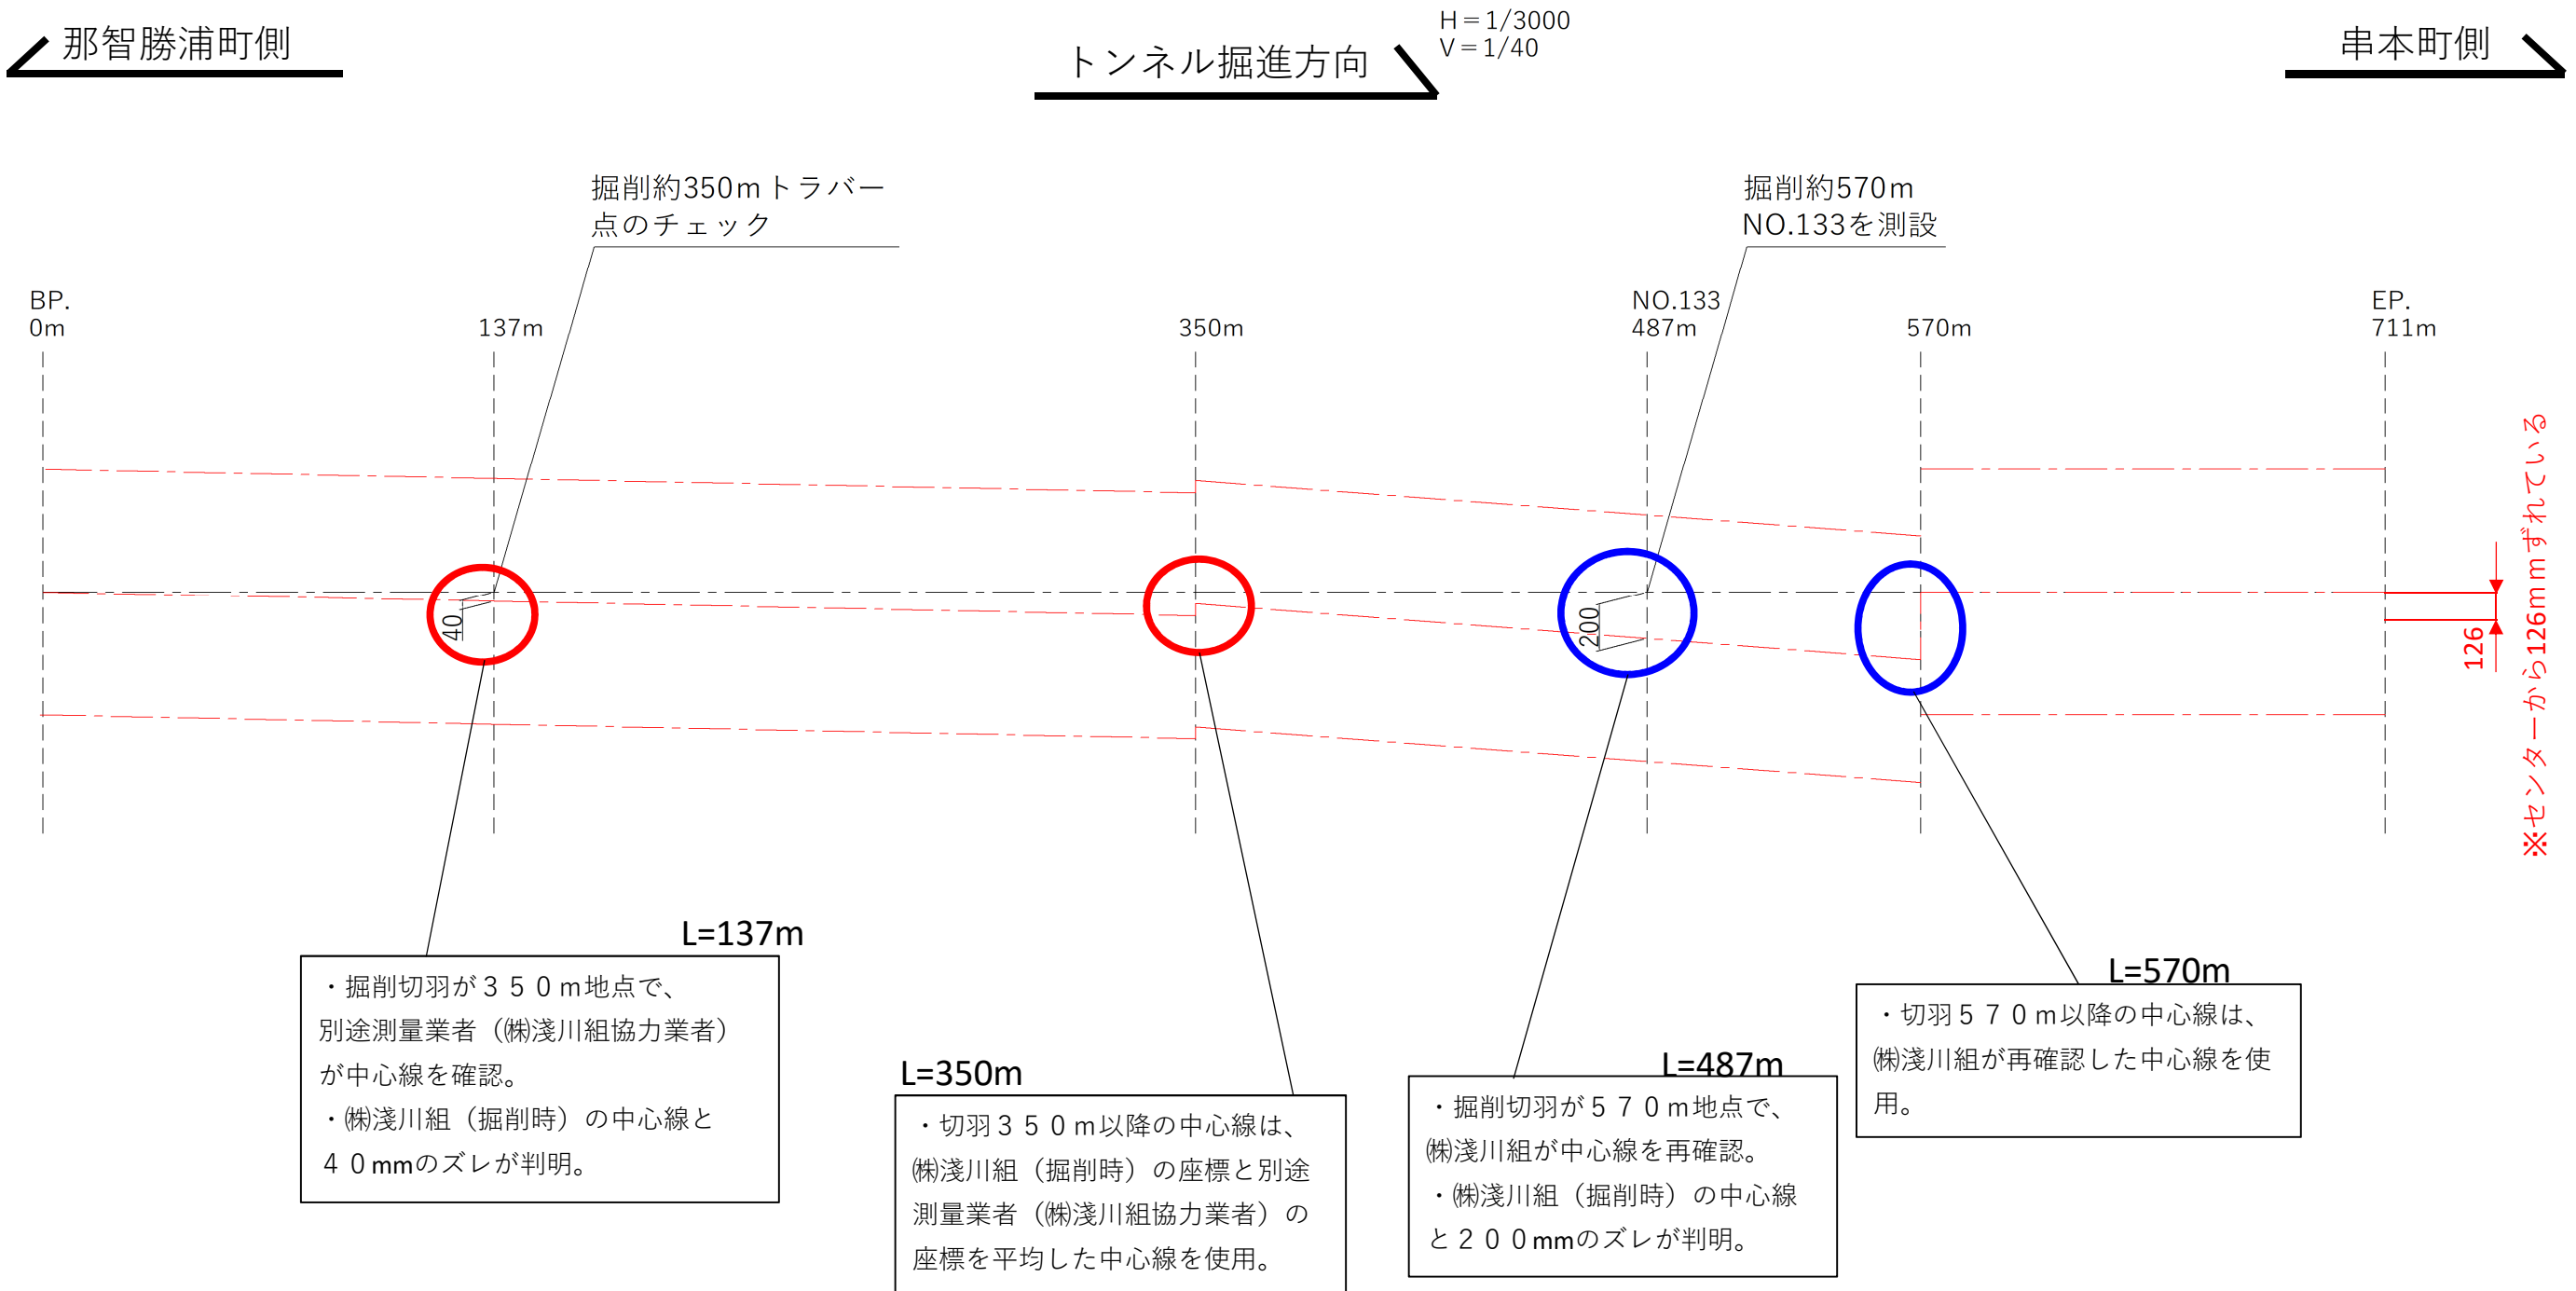 那智勝浦町側
トンネル掘進方向
H＝1/3000
V＝1/40
串本町側
掘削約350ｍトラバー
点のチェック
掘削約570ｍ
NO.133を測設
BP.
0m
137m
350m
NO.133
487m
570m
EP.
711m
40
200
126
※センターから126ｍｍずれている
L=137m
・掘削切羽が３５０ｍ地点で、
別途測量業者（㈱淺川組協力業者）
が中心線を確認。
・㈱淺川組（掘削時）の中心線と
４０mmのズレが判明。
L=350m
・切羽３５０ｍ以降の中心線は、
㈱淺川組（掘削時）の座標と別途
測量業者（㈱淺川組協力業者）の
座標を平均した中心線を使用。
L=487m
・掘削切羽が５７０ｍ地点で、
㈱淺川組が中心線を再確認。
・㈱淺川組（掘削時）の中心線
と２００mmのズレが判明。
L=570m
・切羽５７０ｍ以降の中心線は、
㈱淺川組が再確認した中心線を使
用。